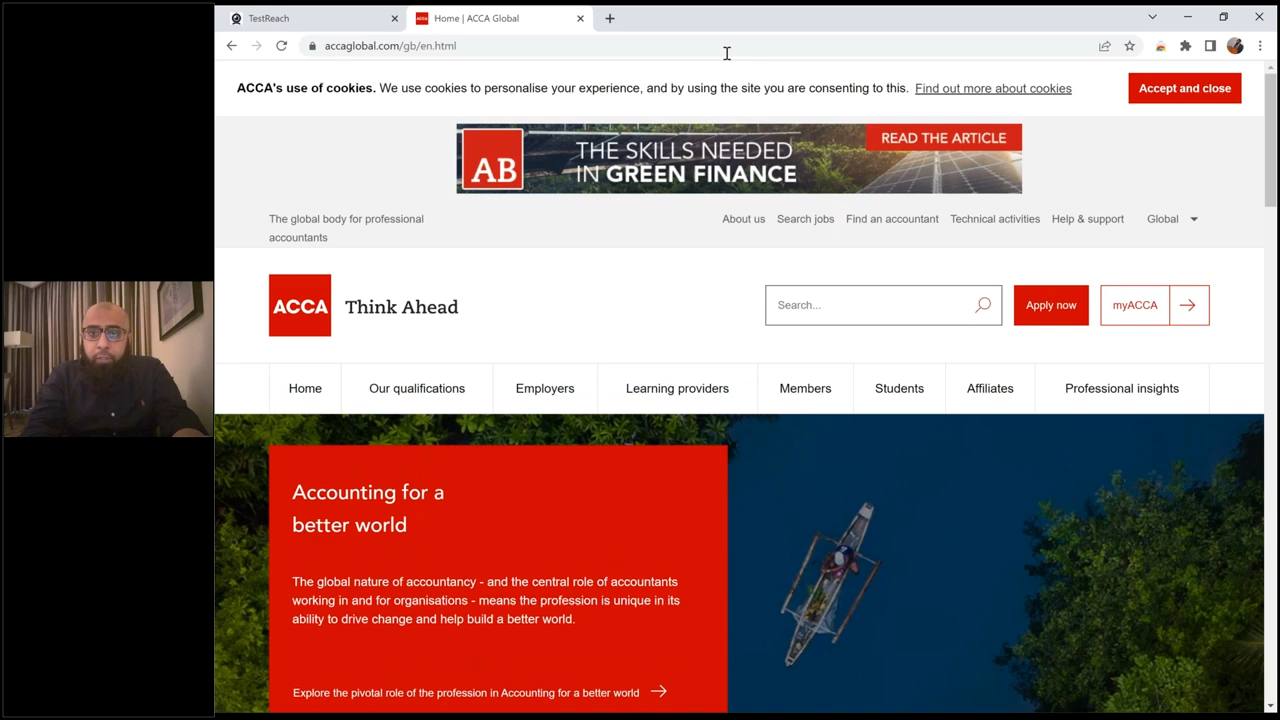 TestReach
Home | ACCA Global
accaglobal.com/gb/en.html
ACCA's use of cookies. We use cookies to personalise your experience, and by using the site you are consenting to this. Find out more about cookies
Accept and close
AB
THE SKILLS NEEDED
IN GREEN FINANCE
READ THE ARTICLE
The global body for professional
accountants
About us
Search jobs
Find an accountant
Technical activities
Help & support
Global
ACCA
Think Ahead
Search...
Apply now
myACCA
Home
Our qualifications
Employers
Learning providers
Members
Students
Affiliates
Professional insights
Accounting for a
better world
The global nature of accountancy - and the central role of accountants
working in and for organisations - means the profession is unique in its
ability to drive change and help build a better world.
Explore the pivotal role of the profession in Accounting for a better world